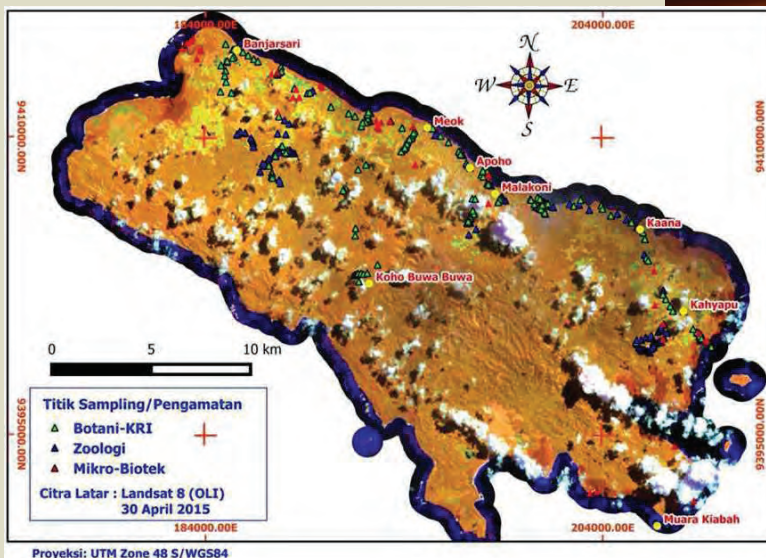 184000.00E
204000.00E
Banjarsari
N
W
E
S
9410000.00N
9410000.00N
Meok
Apoho
Malakoni
Kaana
Koho Buwa Buwa
Kahyapu
0 5 10 km
Titik Sampling/Pengamatan
Botani-KRI
Zoologi
Mikro-Biotek
Citra Latar : Landsat 8 (OLI)
30 April 2015
9395000.00N
9395000.00N
184000.00E
204000.00E
Muara Kiabah
Proyeksi: UTM Zone 48 S/WGS84